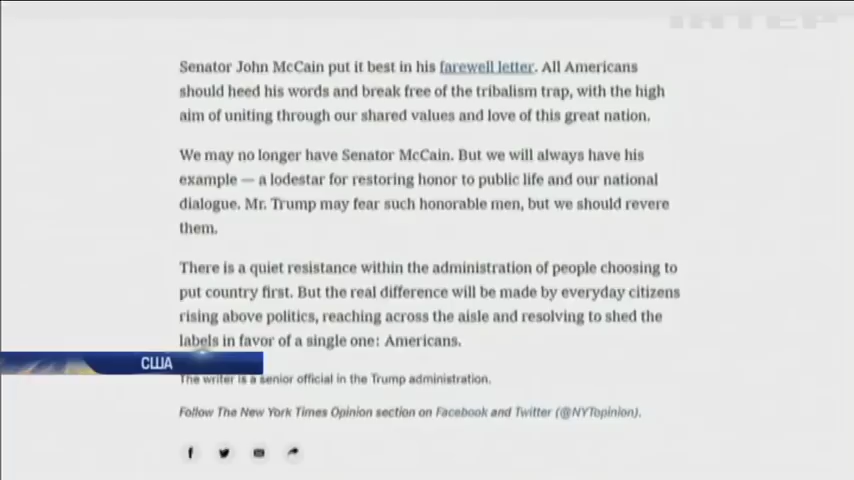 ІНТЕР
Senator John McCain put it best in his farewell letter. All Americans
should heed his words and break free of the tribalism trap, with the high
aim of uniting through our shared values and love of this great nation.
We may no longer have Senator McCain. But we will always have his
example — a lodestar for restoring honor to public life and our national
dialogue. Mr. Trump may fear such honorable men, but we should revere
them.
There is a quiet resistance within the administration of people choosing to
put country first. But the real difference will be made by everyday citizens
rising above politics, reaching across the aisle and resolving to shed the
labels in favor of a single one: Americans.
США
The writer is a senior official in the Trump administration.
Follow The New York Times Opinion section on Facebook and Twitter (@NYTopinion).